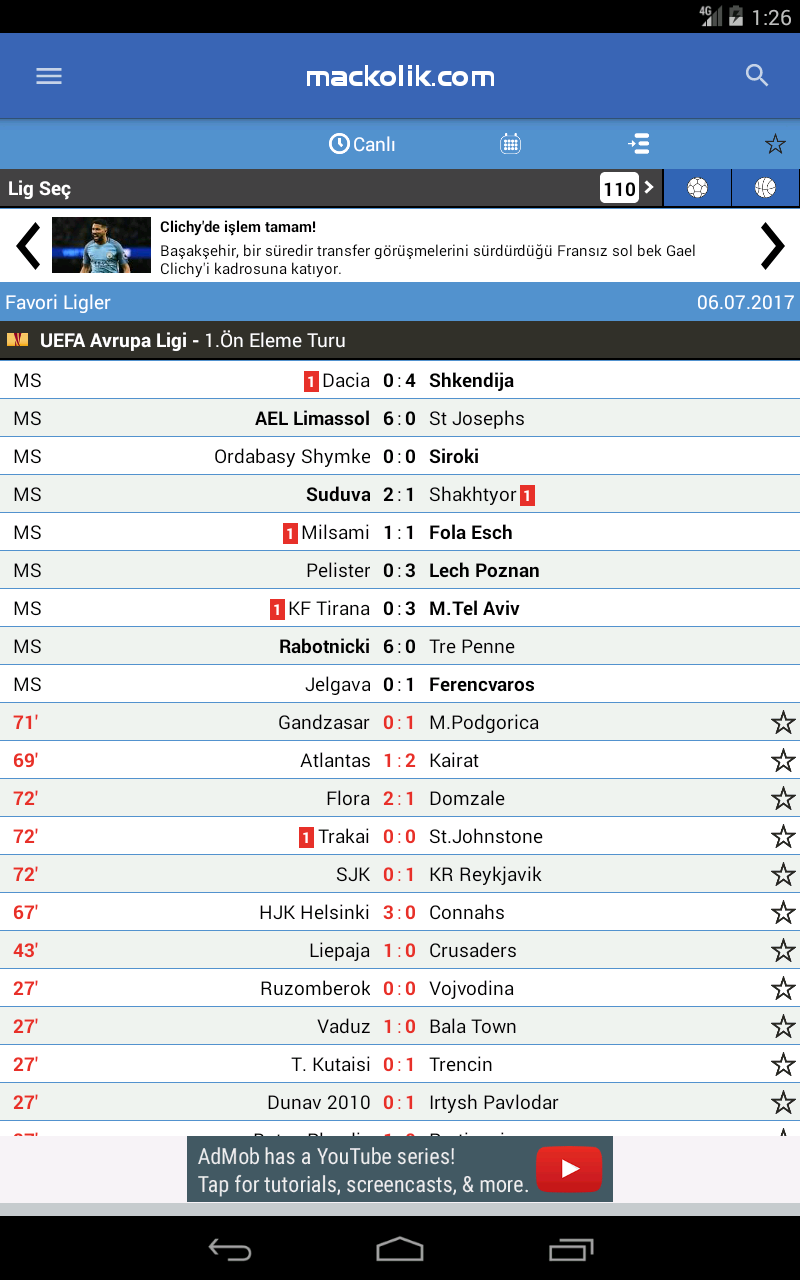 4G 1:26
mackolik.com
Canlı
Lig Seç 110
Clichy'de işlem tamam!
Başakşehir, bir süredir transfer görüşmelerini sürdürdüğü Fransız sol bek Gael
Clichy'i kadrosuna katıyor.
Favori Ligler 06.07.2017
UEFA Avrupa Ligi - 1.Ön Eleme Turu
MS 1 Dacia 0 : 4 Shkendija
MS AEL Limassol 6 : 0 St Josephs
MS Ordabasy Shymke 0 : 0 Siroki
MS Suduva 2 : 1 Shakhtyor 1
MS 1 Milsami 1 : 1 Fola Esch
MS Pelister 0 : 3 Lech Poznan
MS 1 KF Tirana 0 : 3 M.Tel Aviv
MS Rabotnicki 6 : 0 Tre Penne
MS Jelgava 0 : 1 Ferencvaros
71' Gandzasar 0 : 1 M.Podgorica
69' Atlantas 1 : 2 Kairat
72' Flora 2 : 1 Domzale
72' 1 Trakai 0 : 0 St.Johnstone
72' SJK 0 : 1 KR Reykjavik
67' HJK Helsinki 3 : 0 Connahs
43' Liepaja 1 : 0 Crusaders
27' Ruzomberok 0 : 0 Vojvodina
27' Vaduz 1 : 0 Bala Town
27' T. Kutaisi 0 : 1 Trencin
27' Dunav 2010 0 : 1 Irtysh Pavlodar
AdMob has a YouTube series!
Tap for tutorials, screencasts, & more.